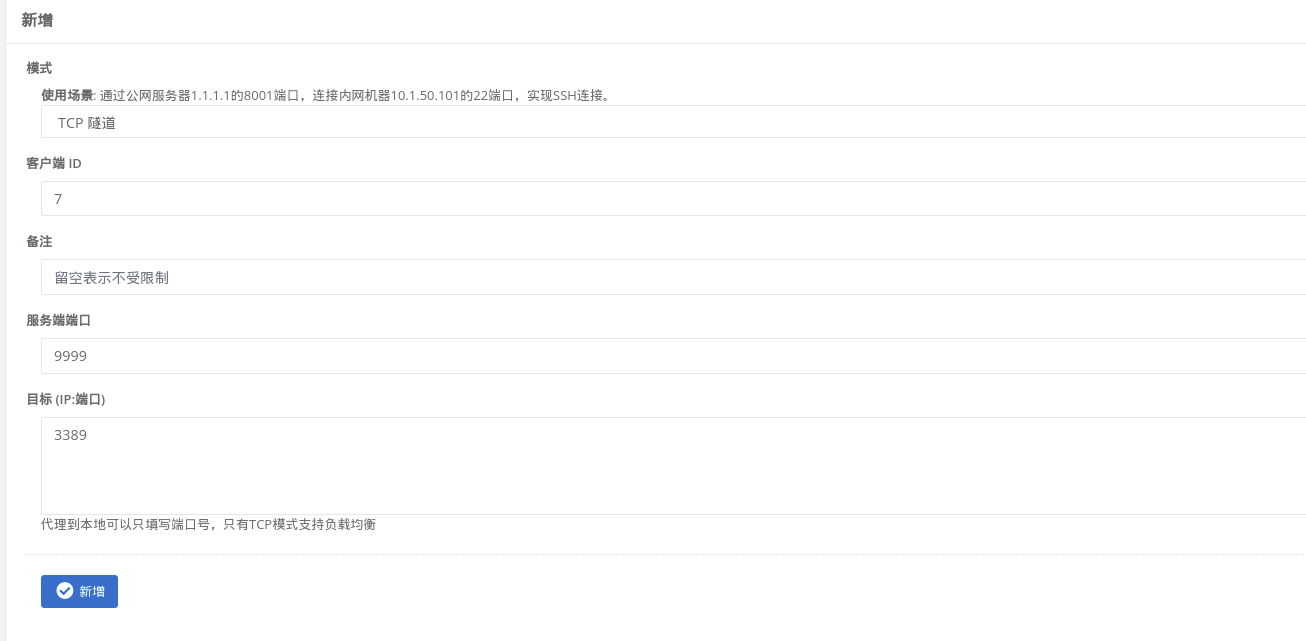 新增
模式
使用场景: 通过公网服务器1.1.1.1的8001端口，连接内网机器10.1.50.101的22端口，实现SSH连接。
TCP 隧道
客户端 ID
7
备注
留空表示不受限制
服务端端口
9999
目标 (IP:端口)
3389
代理到本地可以只填写端口号，只有TCP模式支持负载均衡
新增